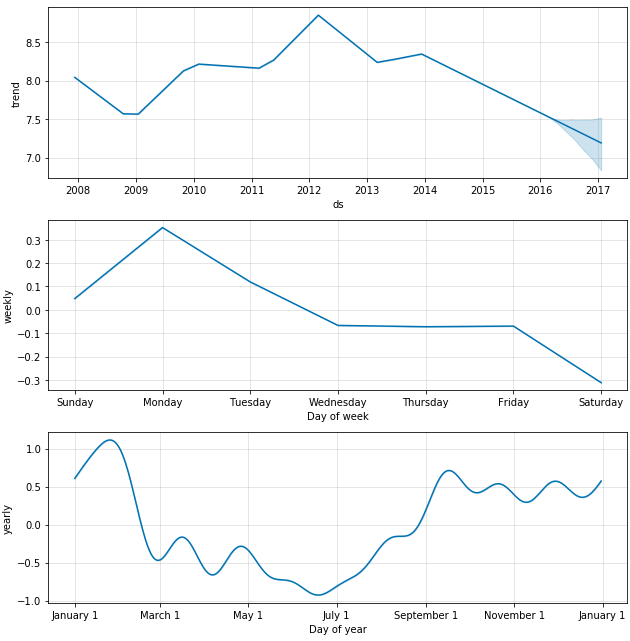 trend
8.5
8.0
7.5
7.0
2008 2009 2010 2011 2012 2013 2014 2015 2016 2017
ds
weekly
0.3
0.2
0.1
0.0
−0.1
−0.2
−0.3
Sunday Monday Tuesday Wednesday Thursday Friday Saturday
Day of week
yearly
1.0
0.5
0.0
−0.5
−1.0
January 1 March 1 May 1 July 1 September 1 November 1 January 1
Day of year